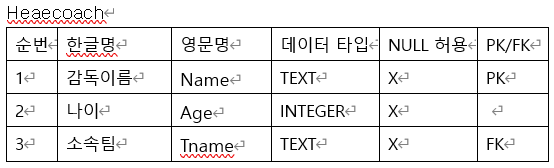 Heaecoach
순번 한글명 영문명 데이터 타입 NULL 허용 PK/FK
1 감독이름 Name TEXT X PK
2 나이 Age INTEGER X
3 소속팀 Tname TEXT X FK